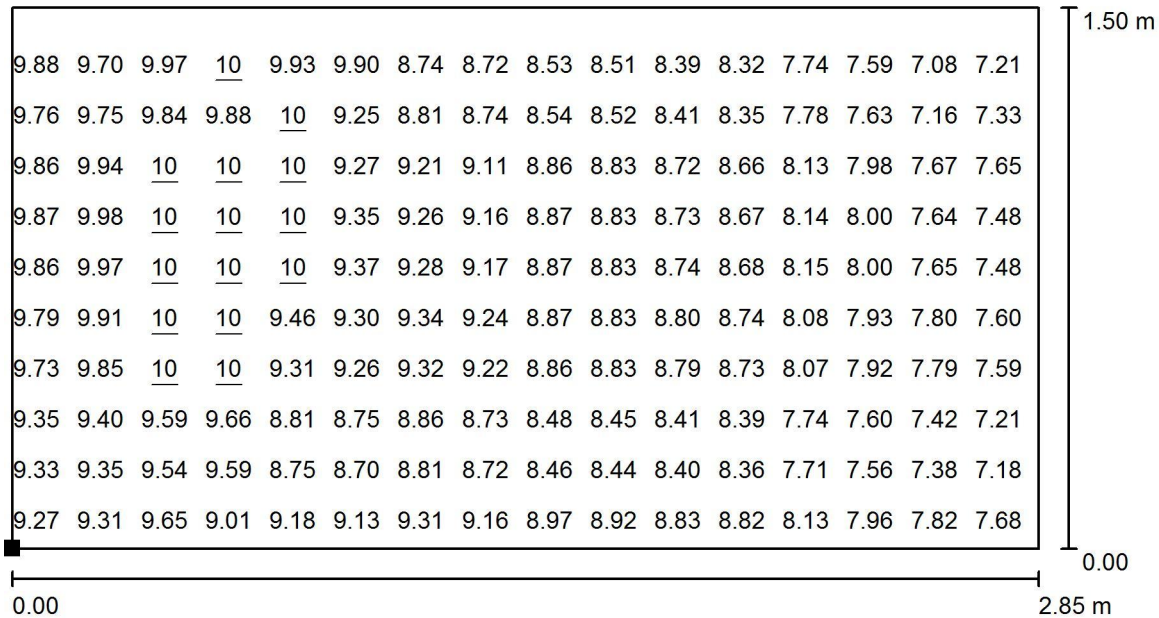 1.50 m
9.88 9.70 9.97 10 9.93 9.90 8.74 8.72 8.53 8.51 8.39 8.32 7.74 7.59 7.08 7.21
9.76 9.75 9.84 9.88 10 9.25 8.81 8.74 8.54 8.52 8.41 8.35 7.78 7.63 7.16 7.33
9.86 9.94 10 10 10 9.27 9.21 9.11 8.86 8.83 8.72 8.66 8.13 7.98 7.67 7.65
9.87 9.98 10 10 10 9.35 9.26 9.16 8.87 8.83 8.73 8.67 8.14 8.00 7.64 7.48
9.86 9.97 10 10 10 9.37 9.28 9.17 8.87 8.83 8.74 8.68 8.15 8.00 7.65 7.48
9.79 9.91 10 10 9.46 9.30 9.34 9.24 8.87 8.83 8.80 8.74 8.08 7.93 7.80 7.60
9.73 9.85 10 10 9.31 9.26 9.32 9.22 8.86 8.83 8.79 8.73 8.07 7.92 7.79 7.59
9.35 9.40 9.59 9.66 8.81 8.75 8.86 8.73 8.48 8.45 8.41 8.39 7.74 7.60 7.42 7.21
9.33 9.35 9.54 9.59 8.75 8.70 8.81 8.72 8.46 8.44 8.40 8.36 7.71 7.56 7.38 7.18
9.27 9.31 9.65 9.01 9.18 9.13 9.31 9.16 8.97 8.92 8.83 8.82 8.13 7.96 7.82 7.68
0.00
0.00 2.85 m